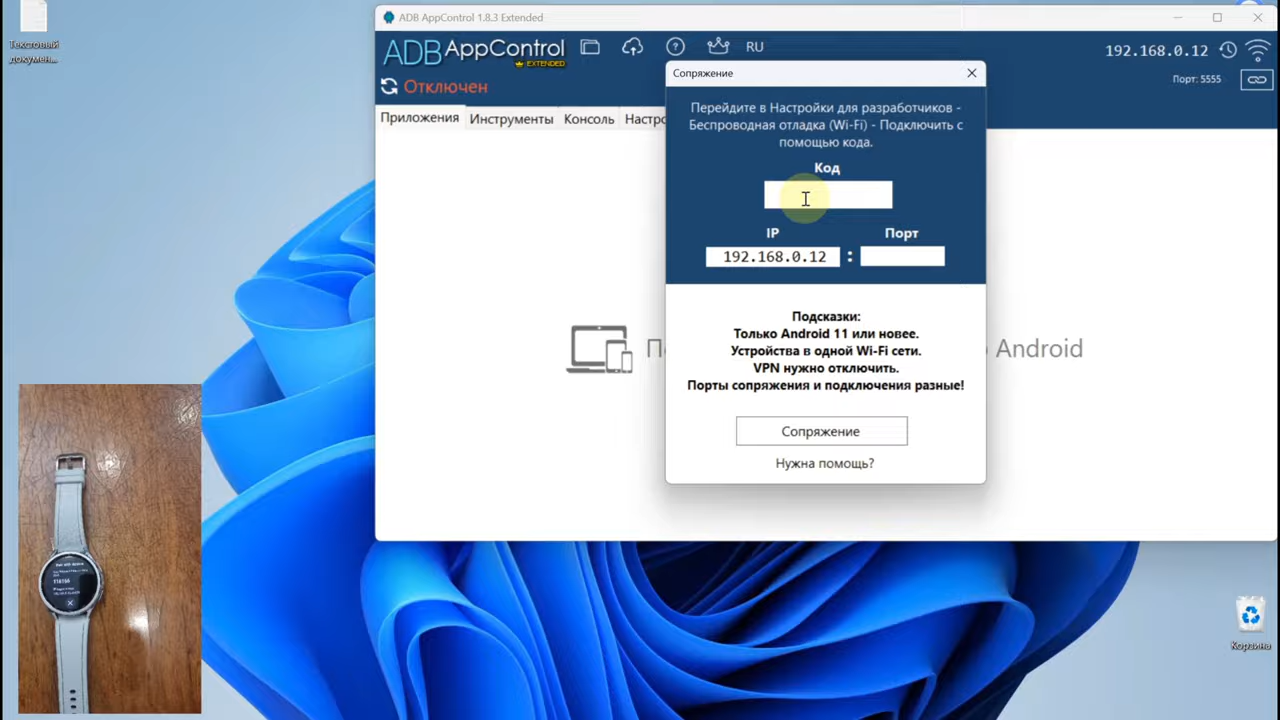 Текстовый
докумен...
ADB AppControl 1.8.3 Extended
ADB AppControl
EXTENDED
RU
192.168.0.12
Порт: 5555
Отключен
Приложения
Инструменты
Консоль
Настро
Сопряжение
Перейдите в Настройки для разработчиков -
Беспроводная отладка (Wi-Fi) - Подключить с
помощью кода.
Код
IP
Порт
192.168.0.12
:
Подсказки:
Только Android 11 или новее.
Устройства в одной Wi-Fi сети.
VPN нужно отключить.
Порты сопряжения и подключения разные!
Сопряжение
Нужна помощь?
Android
Корзина